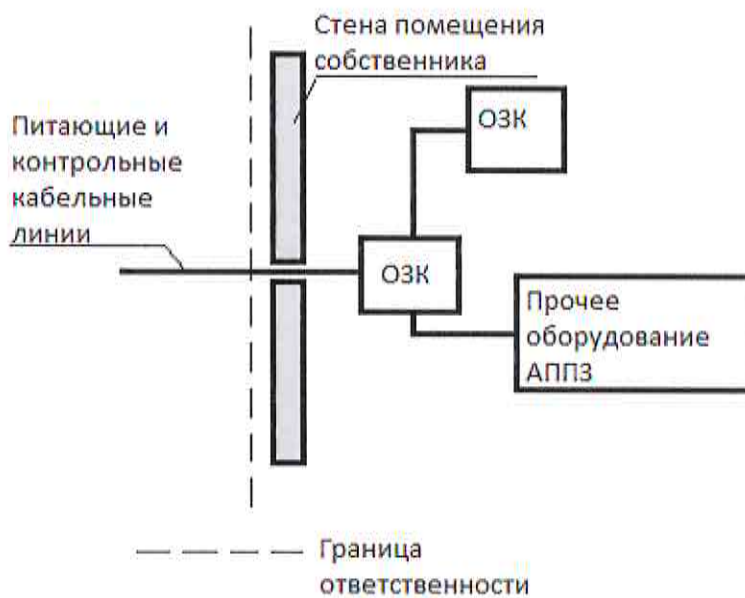 Стена помещения
собственника
ОЗК
Питающие и
контрольные
кабельные
линии
ОЗК
Прочее
оборудование
АППЗ
Граница
ответственности